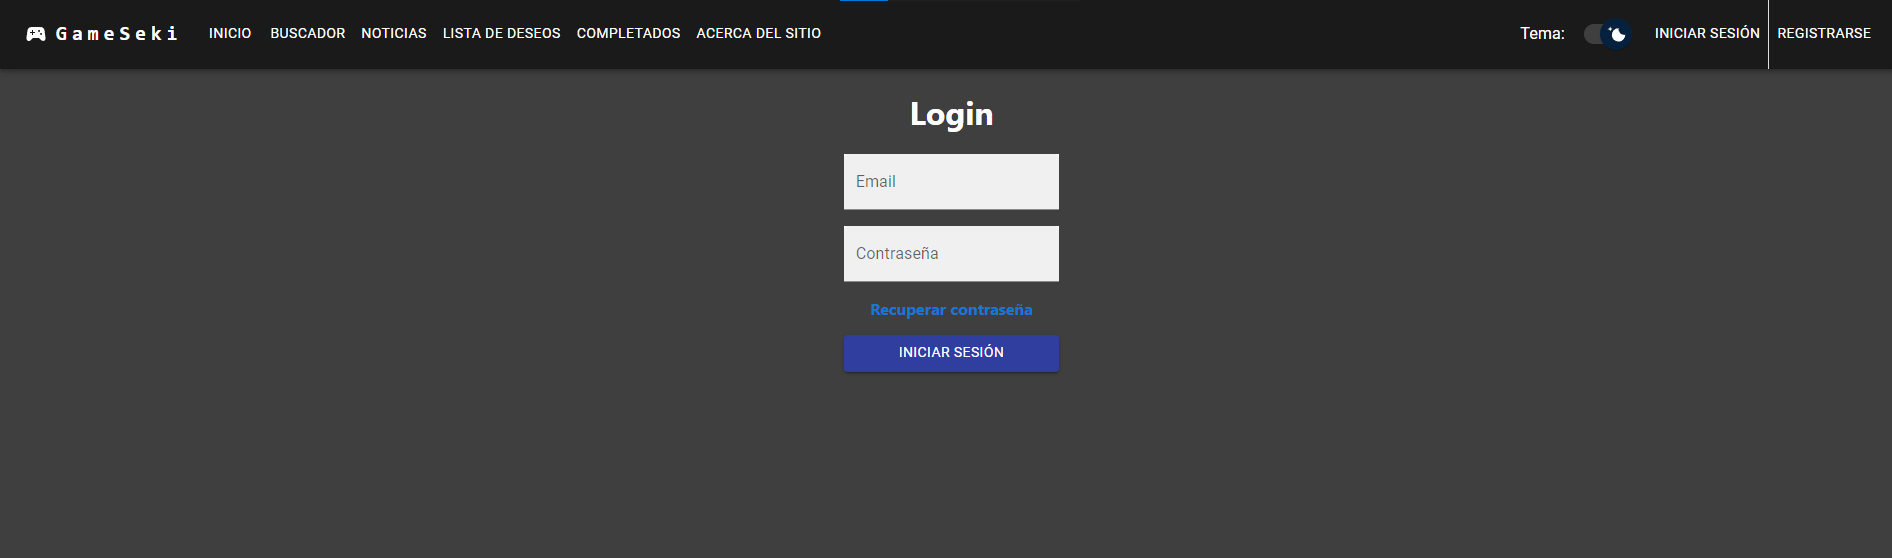 GameSeki INICIO BUSCADOR NOTICIAS LISTA DE DESEOS COMPLETADOS ACERCA DEL SITIO Tema: INICIAR SESIÓN REGISTRARSE
Login
Email
Contraseña
Recuperar contraseña
INICIAR SESIÓN